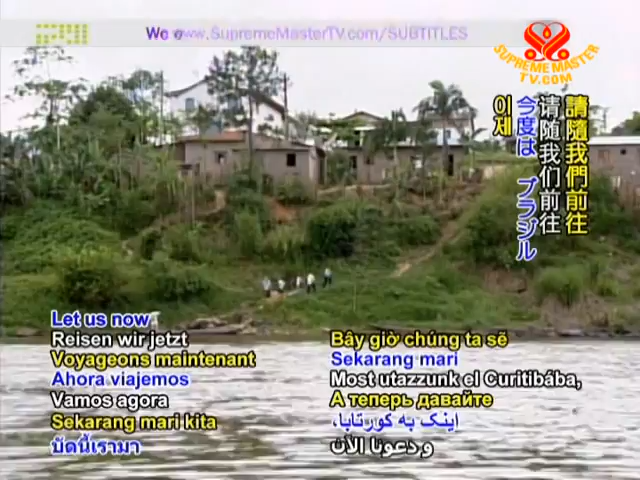 We
www.SupremeMasterTV.com/SUBTITLES
SUPREME MASTER
TV.COM
請隨我們前往
请随我们前往
今度は ブラジル
이제
Let us now
Reisen wir jetzt
Voyageons maintenant
Ahora viajemos
Vamos agora
Sekarang mari kita
บัดนี้เรามา
Bây giờ chúng ta sẽ
Sekarang mari
Most utazzunk el Curitibába,
А теперь давайте
اینک به کورتابا،
ودعونا الآن